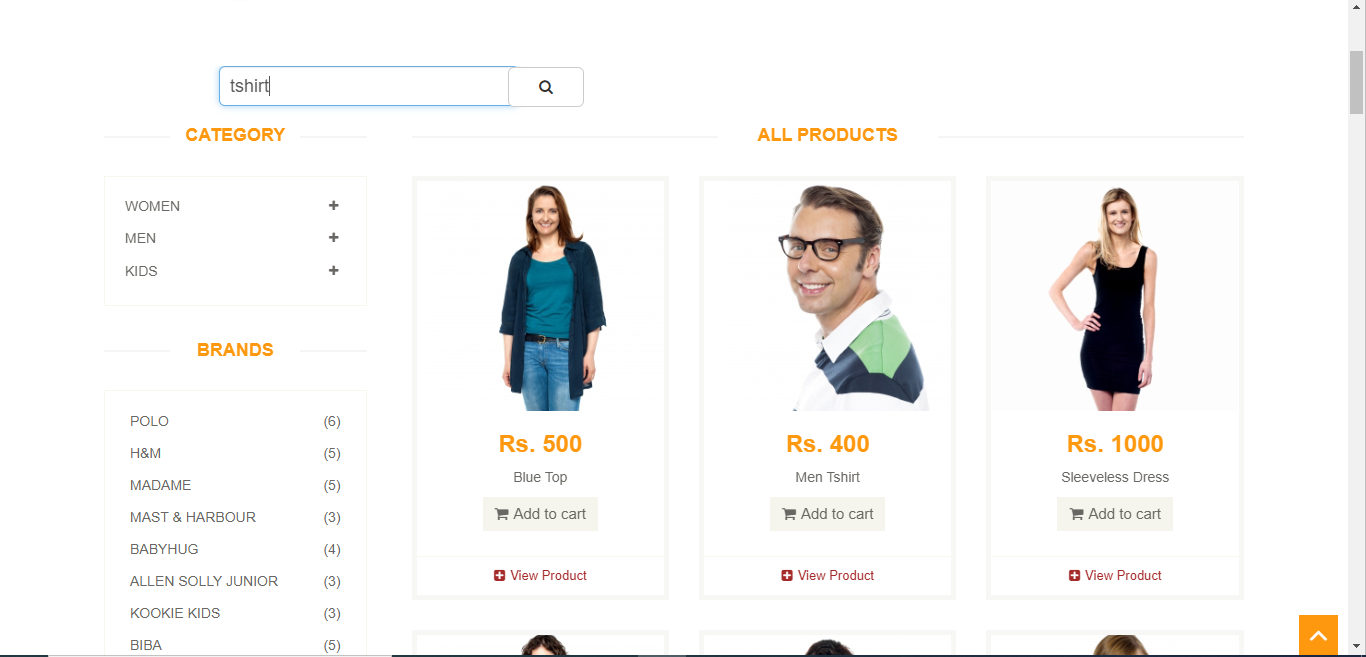 tshirt
CATEGORY
WOMEN
MEN
KIDS
BRANDS
POLO (6)
H&M (5)
MADAME (5)
MAST & HARBOUR (3)
BABYHUG (4)
ALLEN SOLLY JUNIOR (3)
KOOKIE KIDS (3)
BIBA (5)
ALL PRODUCTS
Rs. 500
Blue Top
Add to cart
View Product
Rs. 400
Men Tshirt
Add to cart
View Product
Rs. 1000
Sleeveless Dress
Add to cart
View Product